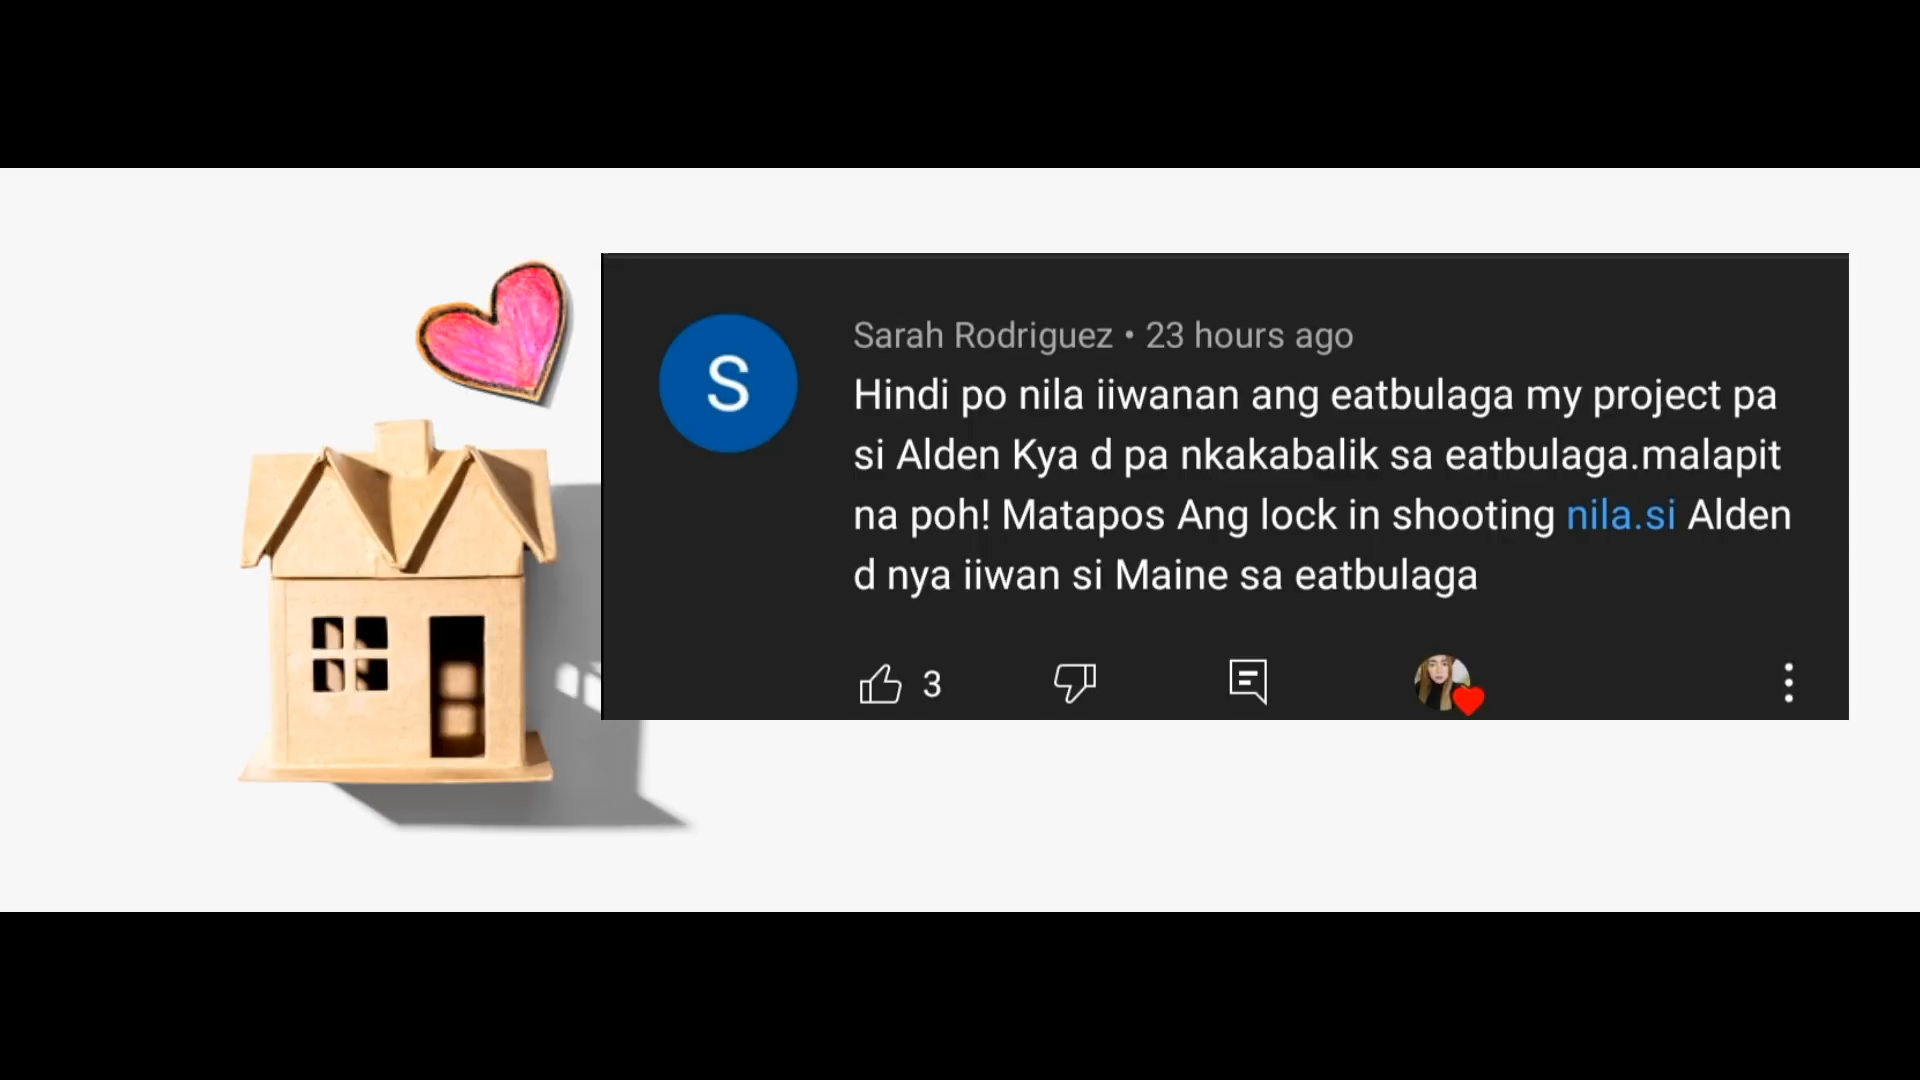 S
Sarah Rodriguez • 23 hours ago
Hindi po nila iiwanan ang eatbulaga my project pa
si Alden Kya d pa nkakabalik sa eatbulaga.malapit
na poh! Matapos Ang lock in shooting nila.si Alden
d nya iiwan si Maine sa eatbulaga
3